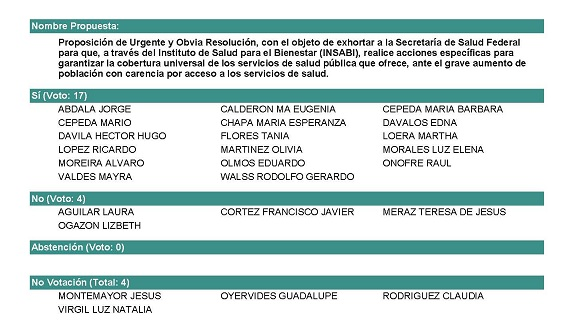 Nombre Propuesta:
Proposición de Urgente y Obvia Resolución, con el objeto de exhortar a la Secretaría de Salud Federal
para que, a través del Instituto de Salud para el Bienestar (INSABI), realice acciones específicas para
garantizar la cobertura universal de los servicios de salud pública que ofrece, ante el grave aumento de
población con carencia por acceso a los servicios de salud.
Sí (Voto: 17)
ABDALA JORGE CALDERON MA EUGENIA CEPEDA MARIA BARBARA
CEPEDA MARIO CHAPA MARIA ESPERANZA DAVALOS EDNA
DAVILA HECTOR HUGO FLORES TANIA LOERA MARTHA
LOPEZ RICARDO MARTINEZ OLIVIA MORALES LUZ ELENA
MOREIRA ALVARO OLMOS EDUARDO ONOFRE RAUL
VALDES MAYRA WALSS RODOLFO GERARDO
No (Voto: 4)
AGUILAR LAURA CORTEZ FRANCISCO JAVIER MERAZ TERESA DE JESUS
OGAZON LIZBETH
Abstención (Voto: 0)
No Votación (Total: 4)
MONTEMAYOR JESUS OYERVIDES GUADALUPE RODRIGUEZ CLAUDIA
VIRGIL LUZ NATALIA